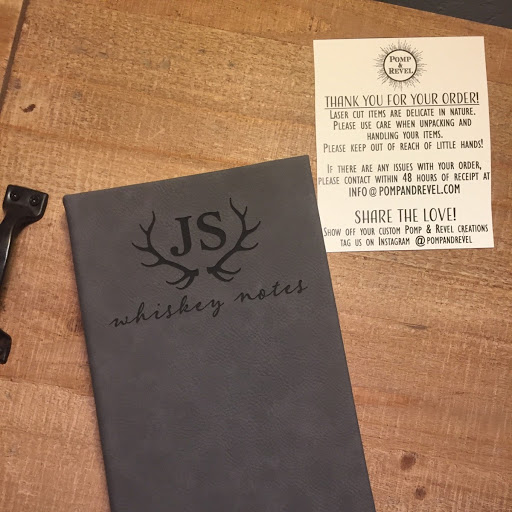 POMP
&
REVEL
THANK YOU FOR YOUR ORDER!
LASER CUT ITEMS ARE DELICATE IN NATURE.
PLEASE USE CARE WHEN UNPACKING AND
HANDLING YOUR ITEMS.
PLEASE KEEP OUT OF REACH OF LITTLE HANDS!
IF THERE ARE ANY ISSUES WITH YOUR ORDER,
PLEASE CONTACT WITHIN 48 HOURS OF RECEIPT AT
INFO@POMPANDREVEL.COM
SHARE THE LOVE!
SHOW OFF YOUR CUSTOM POMP & REVEL CREATIONS
TAG US ON INSTAGRAM @POMPANDREVEL
JS
whiskey notes